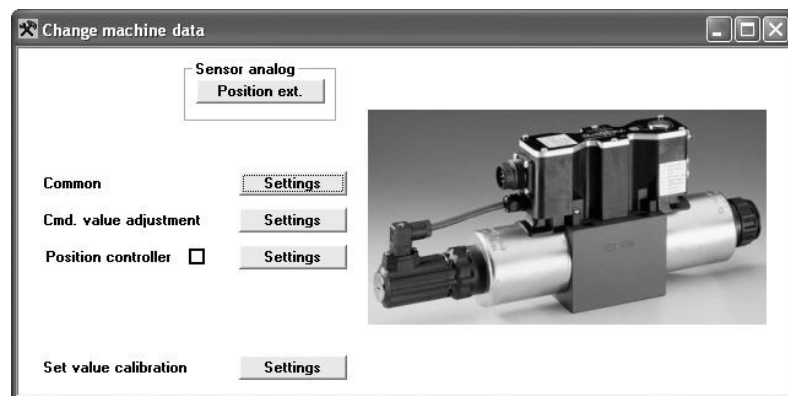 Change machine data
Sensor analog
Position ext.
Common Settings
Cmd. value adjustment Settings
Position controller Settings
Set value calibration Settings